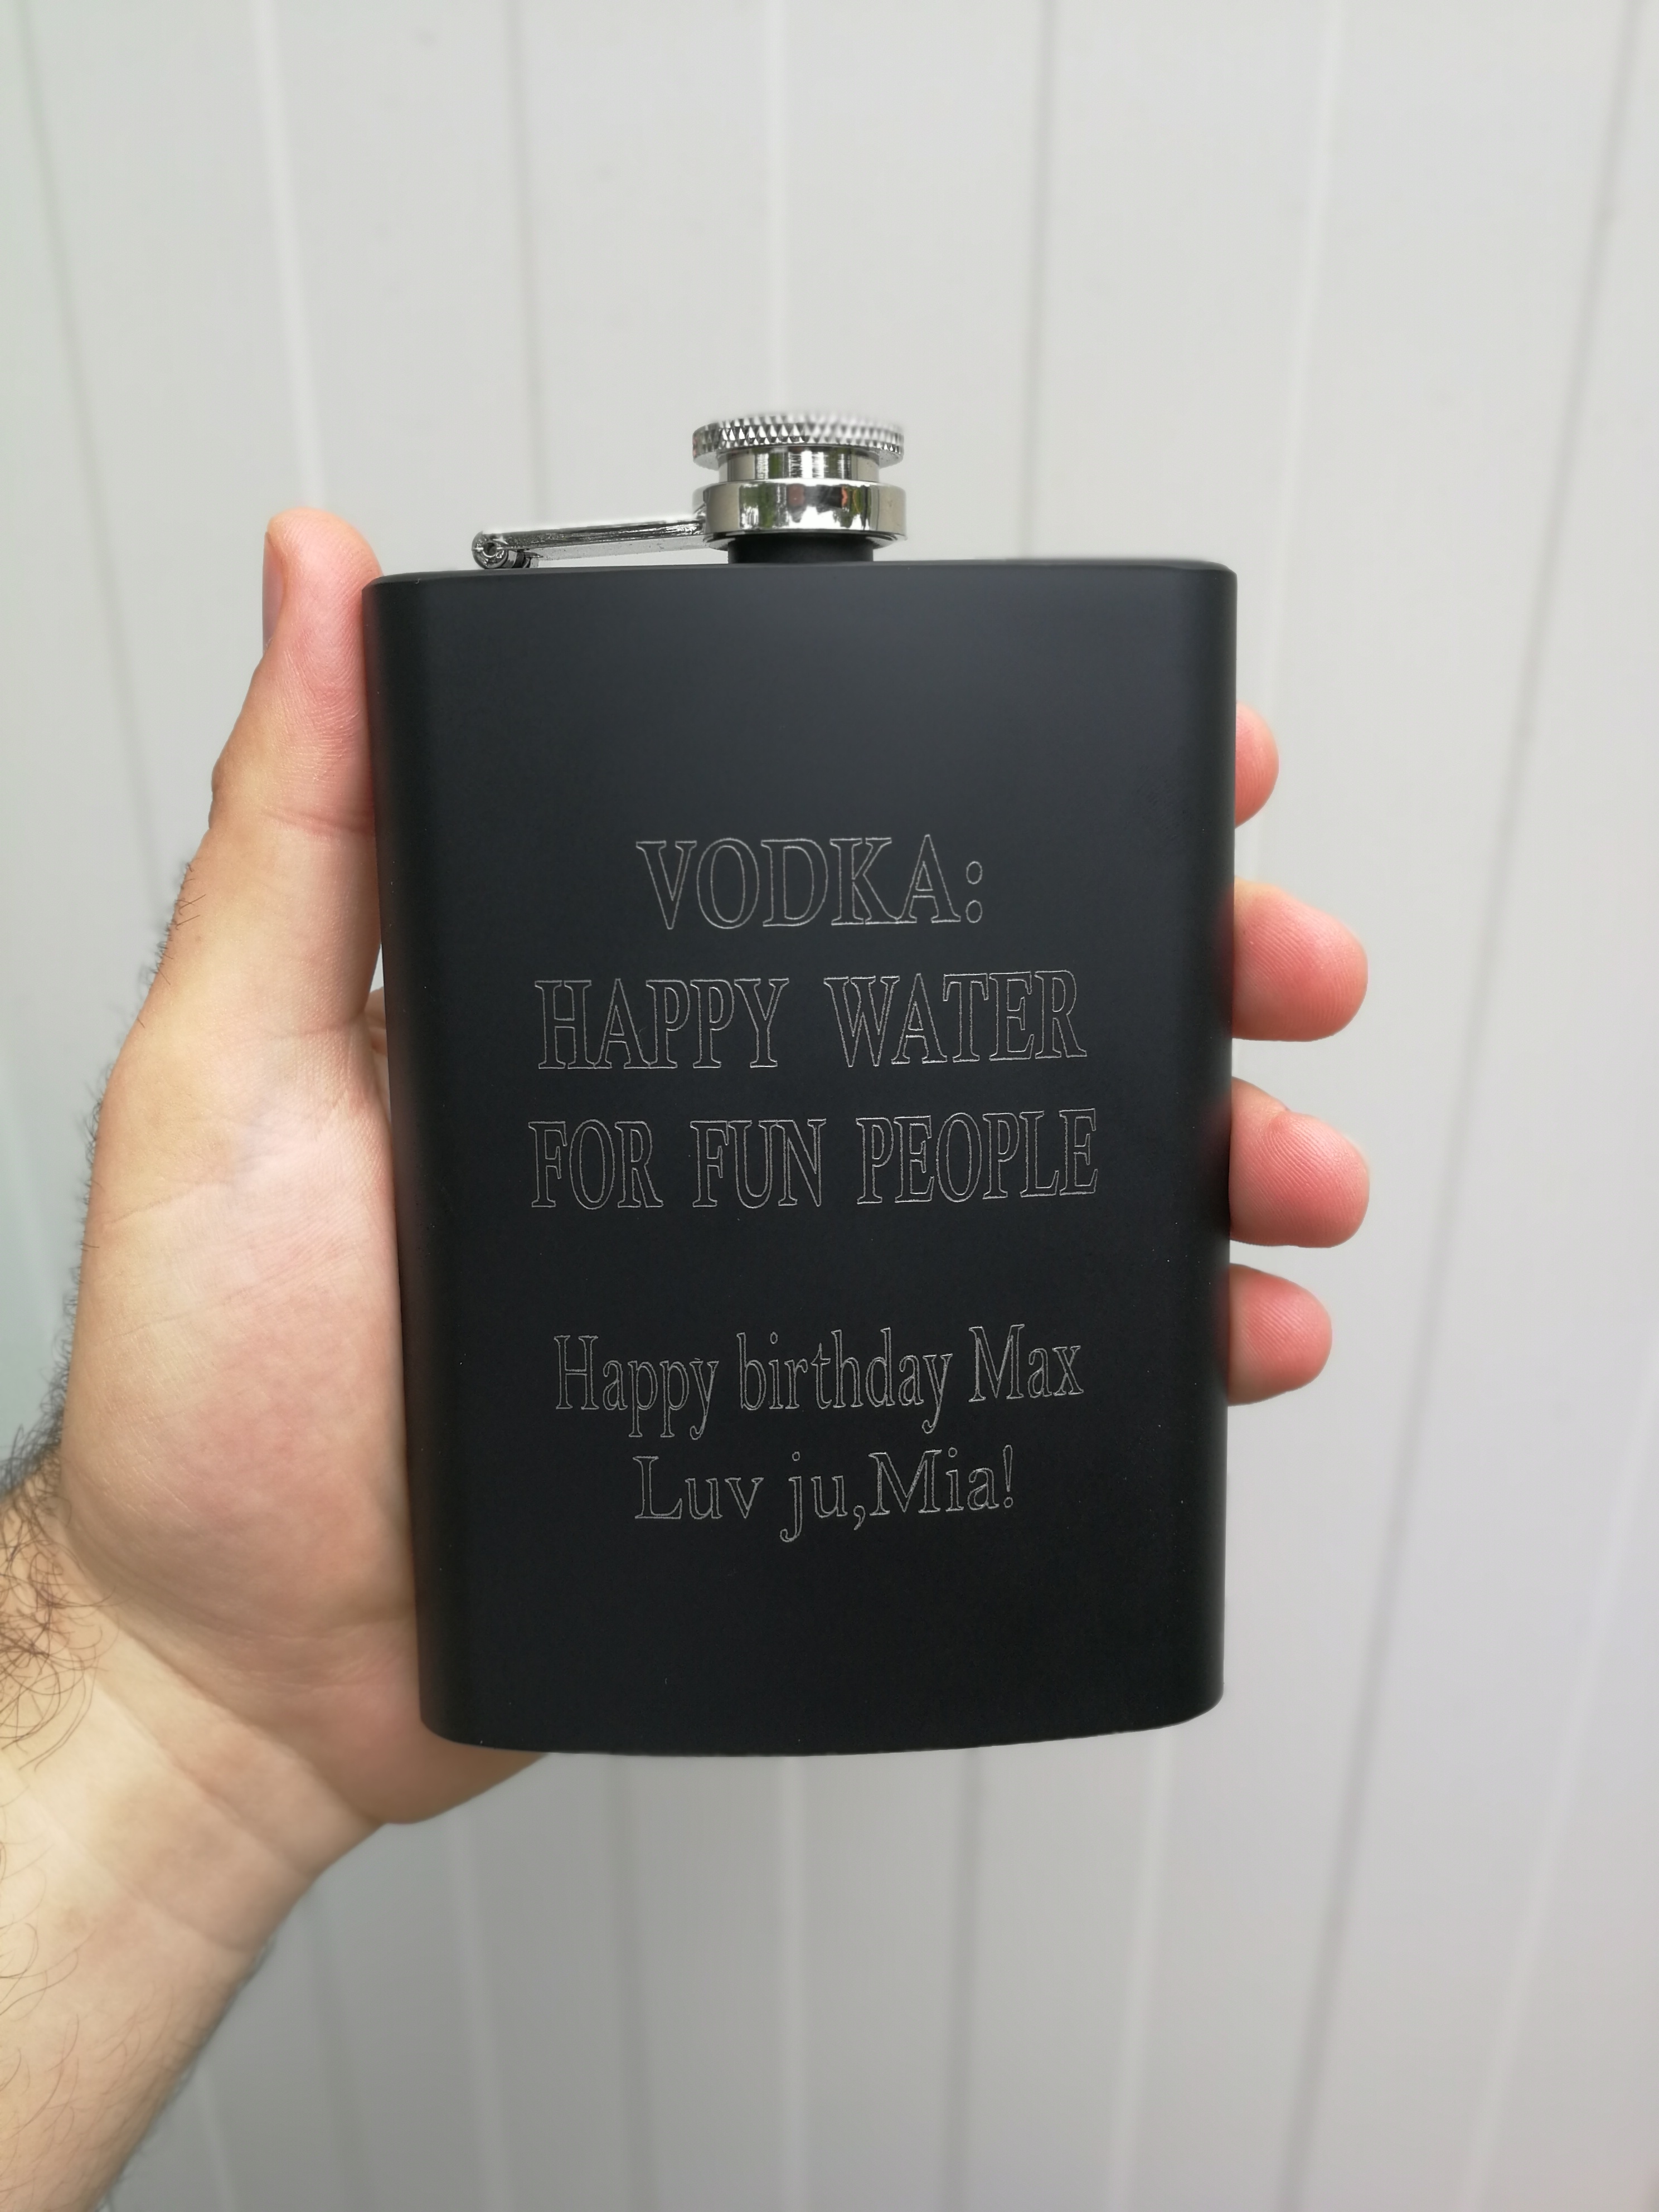 VODKA:
HAPPY WATER
FOR FUN PEOPLE
Happy birthday Max
Luv ju,Mia!